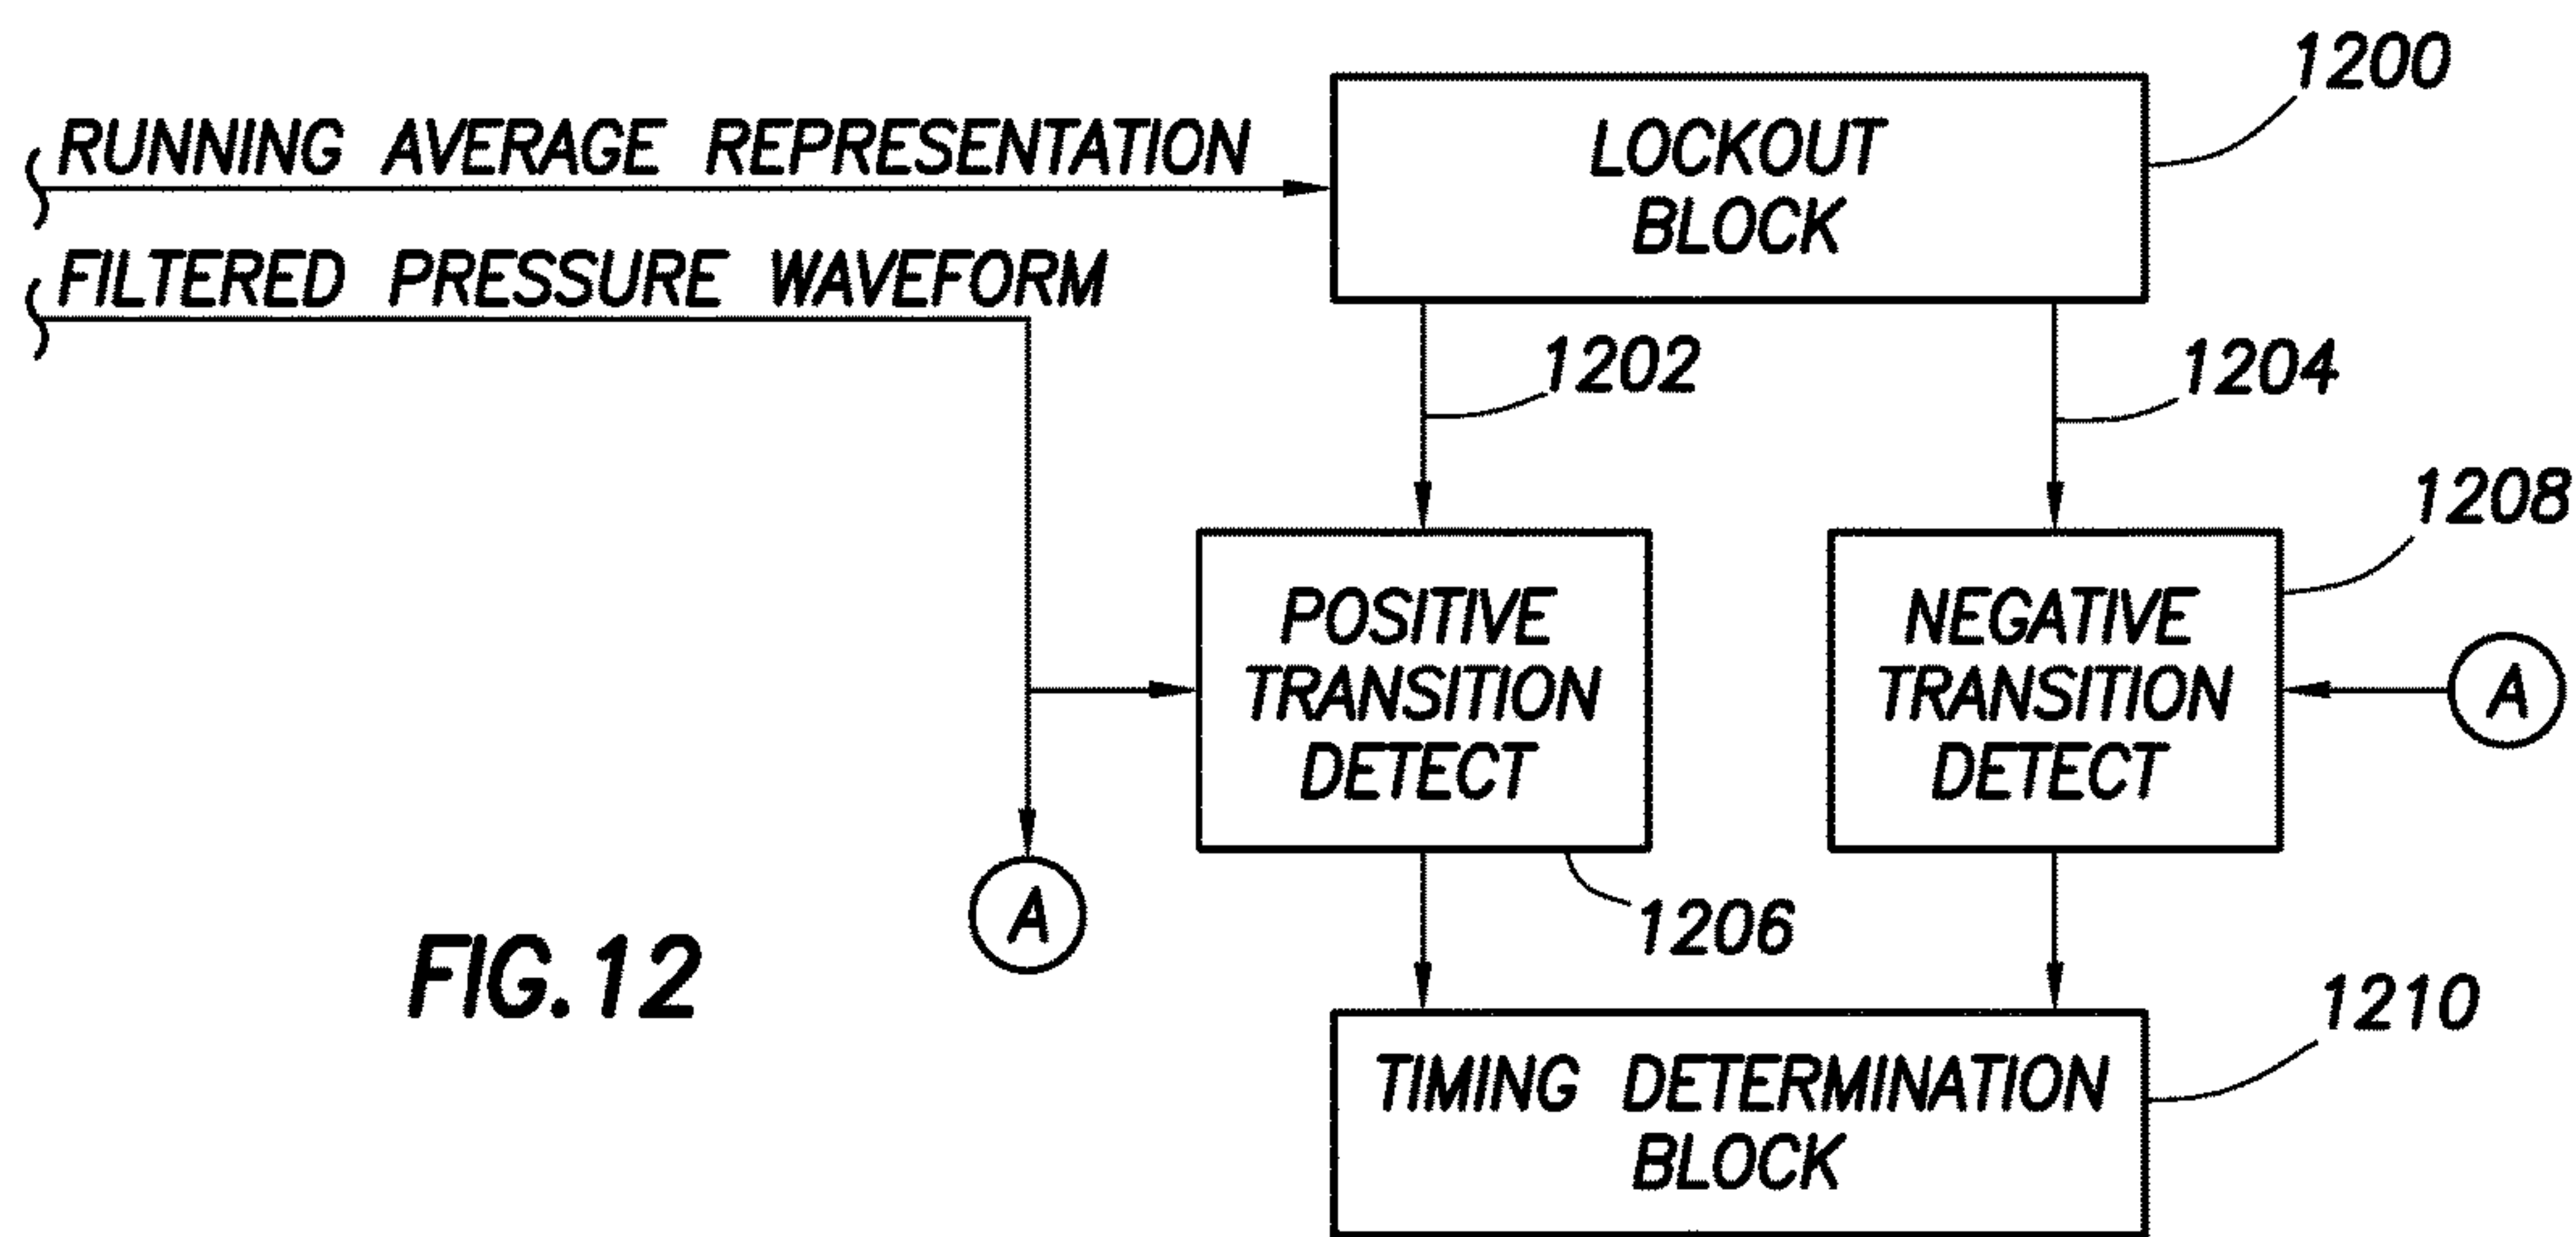 RUNNING AVERAGE REPRESENTATION
FILTERED PRESSURE WAVEFORM
LOCKOUT
BLOCK
1200
1202
1204
POSITIVE
TRANSITION
DETECT
1206
NEGATIVE
TRANSITION
DETECT
1208
A
A
TIMING DETERMINATION
BLOCK
1210
FIG.12